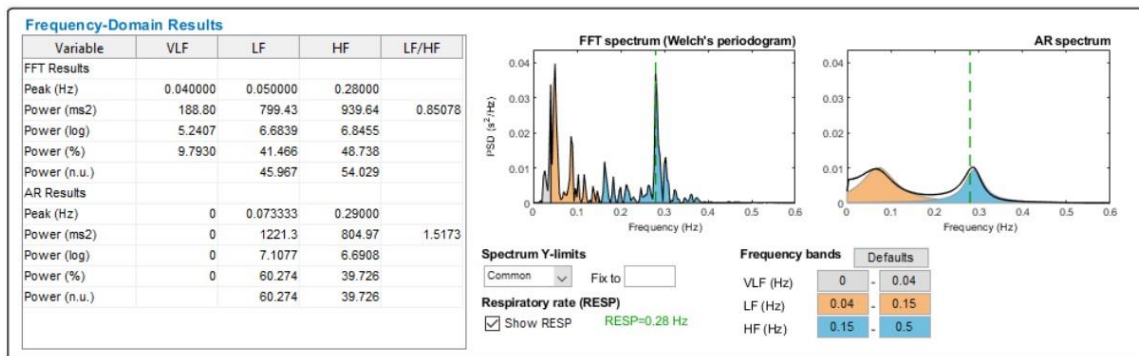 Frequency-Domain Results
Variable VLF LF HF LF/HF
FFT Results
Peak (Hz) 0.040000 0.050000 0.28000
Power (ms2) 188.80 799.43 939.64 0.85078
Power (log) 5.2407 6.6839 6.8455
Power (%) 9.7930 41.466 48.738
Power (n.u.) 45.967 54.029
AR Results
Peak (Hz) 0 0.073333 0.29000
Power (ms2) 0 1221.3 804.97 1.5173
Power (log) 0 7.1077 6.6908
Power (%) 0 60.274 39.726
Power (n.u.) 60.274 39.726
FFT spectrum (Welch's periodogram)
PSD (s²/Hz)
0.04
0.03
0.02
0.01
0
0 0.1 0.2 0.3 0.4 0.5 0.6
Frequency (Hz)
AR spectrum
0.04
0.03
0.02
0.01
0
0 0.2 0.3 0.4 0.5 0.6
Frequency (Hz)
Spectrum Y-limits
Common Fix to
Respiratory rate (RESP)
Show RESP RESP=0.28 Hz
Frequency bands Defaults
VLF (Hz) 0 - 0.04
LF (Hz) 0.04 - 0.15
HF (Hz) 0.15 - 0.5